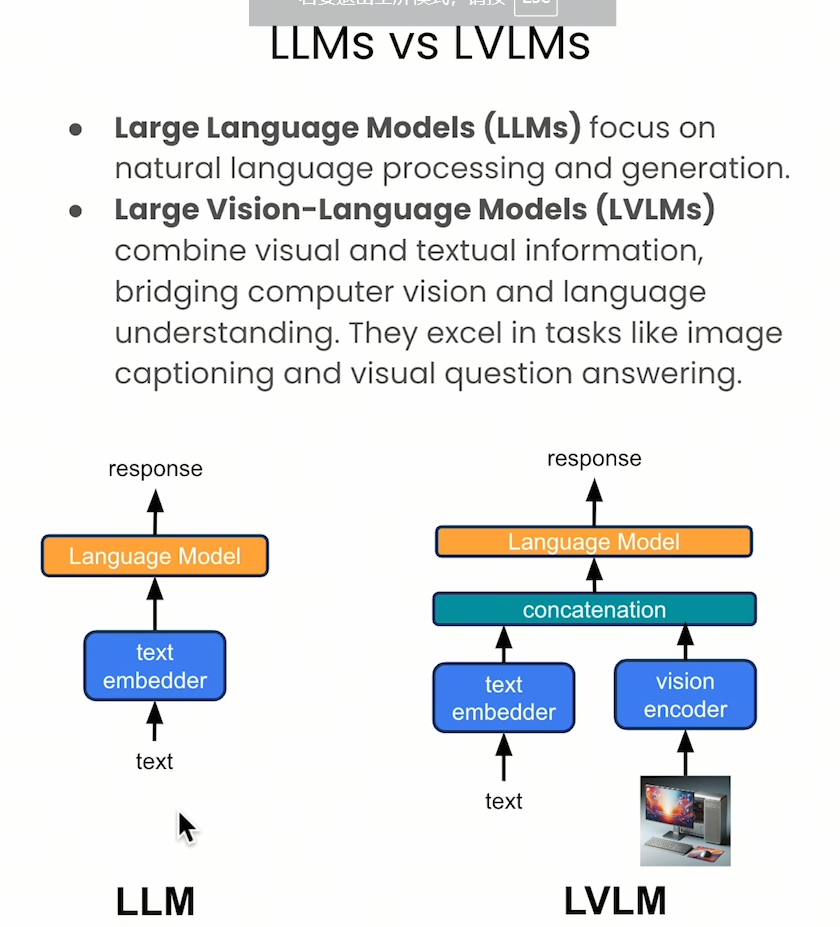 LLMs vs LVLMs
● Large Language Models (LLMs) focus on
natural language processing and generation.
● Large Vision-Language Models (LVLMs)
combine visual and textual information,
bridging computer vision and language
understanding. They excel in tasks like image
captioning and visual question answering.
response
Language Model
text
embedder
text
LLM
response
Language Model
concatenation
text
embedder
vision
encoder
text
LVLM